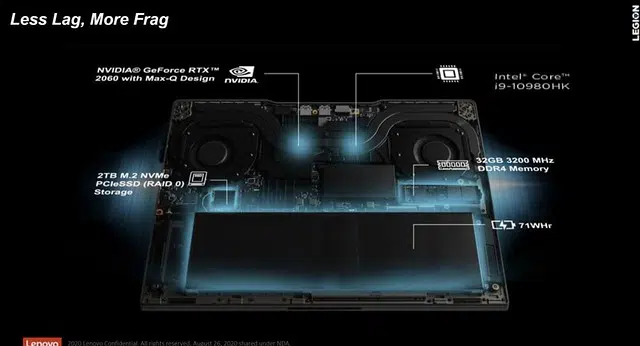 Less Lag, More Frag
LEGION
NVIDIA® GeForce RTX™
2060 with Max-Q Design
NVIDIA.
Intel® Core™
i9-10980HK
2TB M.2 NVMe
PCIeSSD (RAID 0)
Storage
32GB 3200 MHz
DDR4 Memory
71WHr
Lenovo
2020 Lenovo Confidential. All rights reserved. August 26, 2020 shared under NDA.